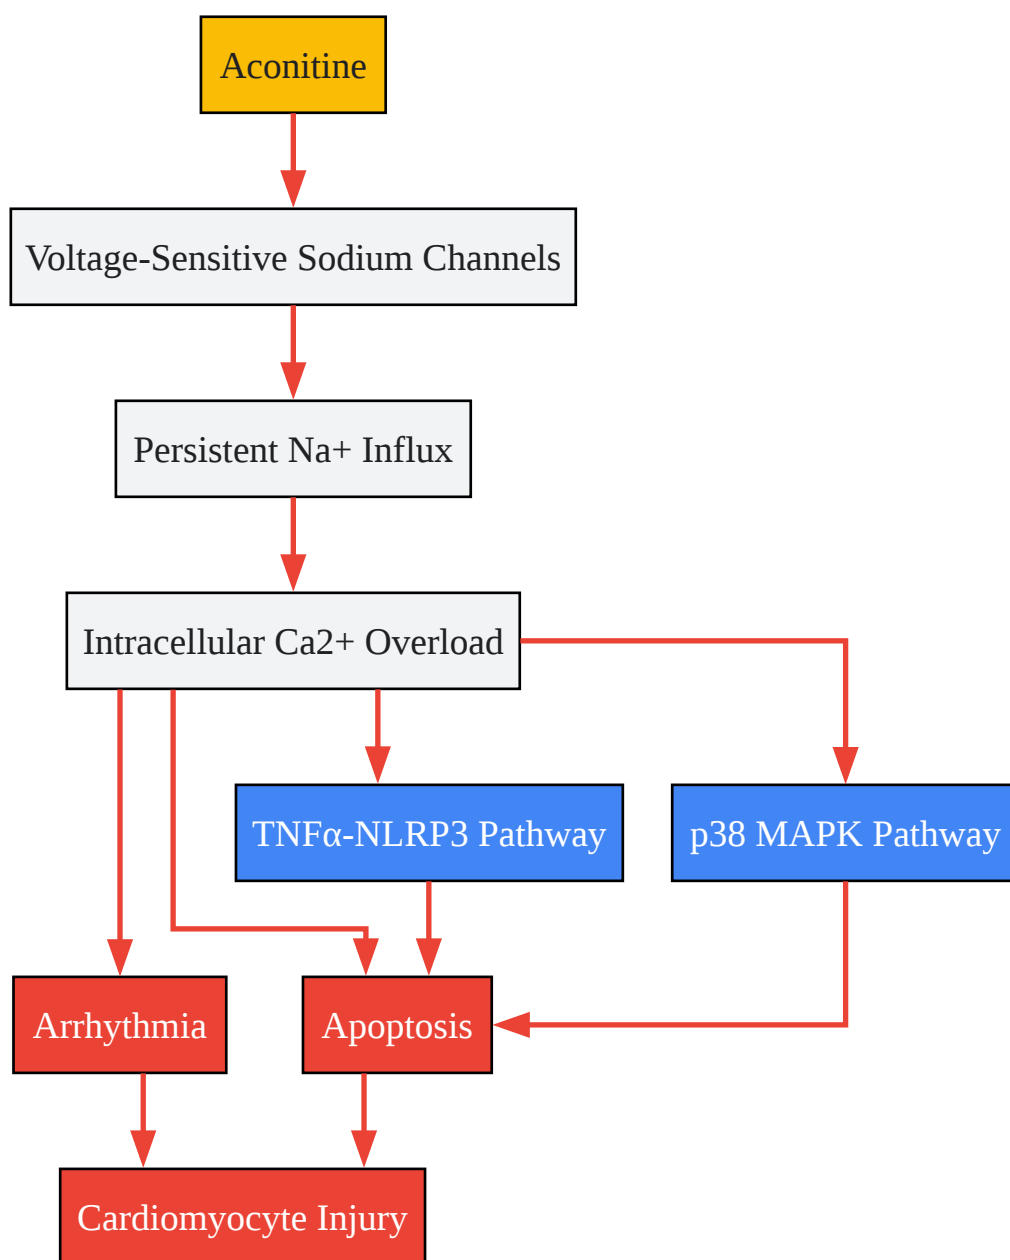 Aconitine
Voltage-Sensitive Sodium Channels
Persistent Na+ Influx
Intracellular Ca2+ Overload
TNFα-NLRP3 Pathway
p38 MAPK Pathway
Arrhythmia
Apoptosis
Cardiomyocyte Injury